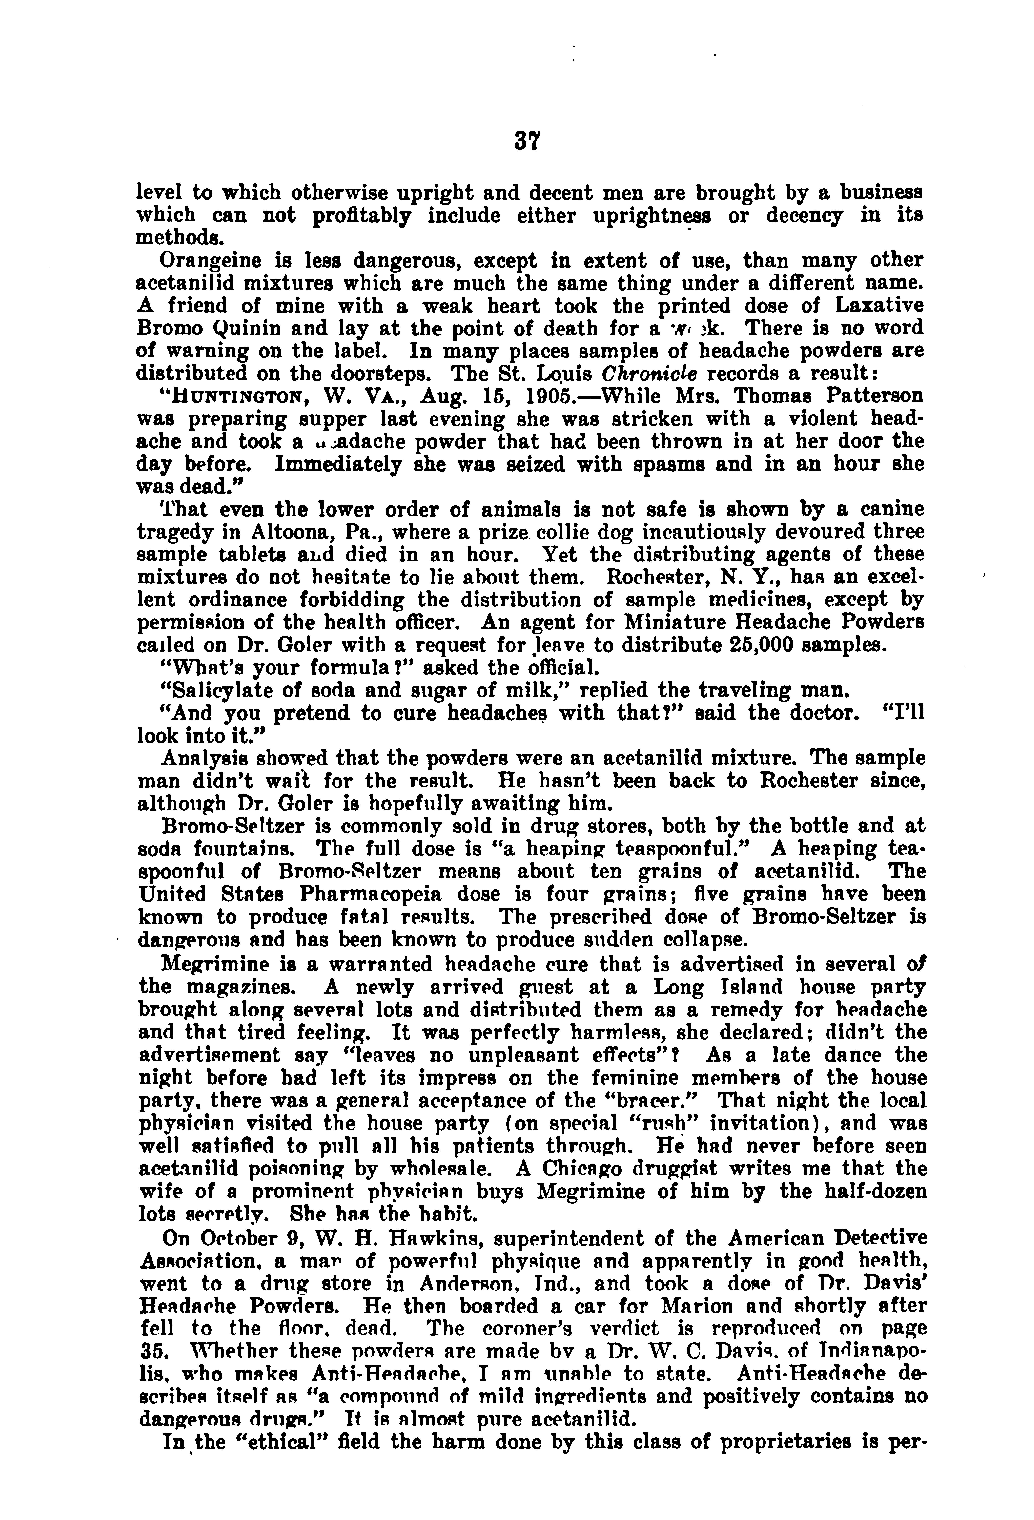 37
level to which otherwise upright and decent men are brought by a business
which can not profitably include either uprightness or decency in its
methods.
Orangeine is less dangerous, except in extent of use, than many other
acetanilid mixtures which are much the same thing under a different name.
A friend of mine with a weak heart took the printed dose of Laxative
Bromo Quinin and lay at the point of death for a There is no word
of warning on the label. In many places samples of headache powders are
distributed on the doorsteps. The St. Louis Chronicle records a result:
"HUNTINGTON, W. VA., Aug. 15, 1905.—While Mrs. Thomas Patterson
was preparing supper last evening she was stricken with a violent head-
ache and took a headache powder that had been thrown in at her door the
day before. Immediately she was seized with spasms and in an hour she
was dead."
That even the lower order of animals is not safe is shown by a canine
tragedy in Altoona, Pa., where a prize collie dog incautiously devoured three
sample tablets and died in an hour. Yet the distributing agents of these
mixtures do not hesitate to lie about them. Rochester, N. Y., has an excel-
lent ordinance forbidding the distribution of sample medicines, except by
permission of the health officer. An agent for Miniature Headache Powders
called on Dr. Goler with a request for leave to distribute 25,000 samples.
"What's your formula?" asked the official.
"Salicylate of soda and sugar of milk," replied the traveling man.
"And you pretend to cure headaches with that?" said the doctor. "I'll
look into it."
Analysis showed that the powders were an acetanilid mixture. The sample
man didn't wait for the result. He hasn't been back to Rochester since,
although Dr. Goler is hopefully awaiting him.
Bromo-Seltzer is commonly sold in drug stores, both by the bottle and at
soda fountains. The full dose is "a heaping teaspoonful." A heaping tea-
spoonful of Bromo-Seltzer means about ten grains of acetanilid. The
United States Pharmacopeia dose is four grains; five grains have been
known to produce fatal results. The prescribed dose of Bromo-Seltzer is
dangerous and has been known to produce sudden collapse.
Megrimine is a warranted headache cure that is advertised in several of
the magazines. A newly arrived guest at a Long Island house party
brought along several lots and distributed them as a remedy for headache
and that tired feeling. It was perfectly harmless, she declared; didn't the
advertisement say "leaves no unpleasant effects"? As a late dance the
night before had left its impress on the feminine members of the house
party, there was a general acceptance of the "bracer." That night the local
physician visited the house party (on special "rush" invitation), and was
well satisfied to pull all his patients through. He had never before seen
acetanilid poisoning by wholesale. A Chicago druggist writes me that the
wife of a prominent physician buys Megrimine of him by the half-dozen
lots secretly. She has the habit.
On October 9, W. H. Hawkins, superintendent of the American Detective
Association, a man of powerful physique and apparently in good health,
went to a drug store in Anderson, Ind., and took a dose of Dr. Davis'
Headache Powders. He then boarded a car for Marion and shortly after
fell to the floor, dead. The coroner's verdict is reproduced on page
35. Whether these powders are made by a Dr. W. C. Davis, of Indianapo-
lis, who makes Anti-Headache, I am unable to state. Anti-Headache de-
scribes itself as "a compound of mild ingredients and positively contains no
dangerous drugs." It is almost pure acetanilid.
In the "ethical" field the harm done by this class of proprietaries is per-